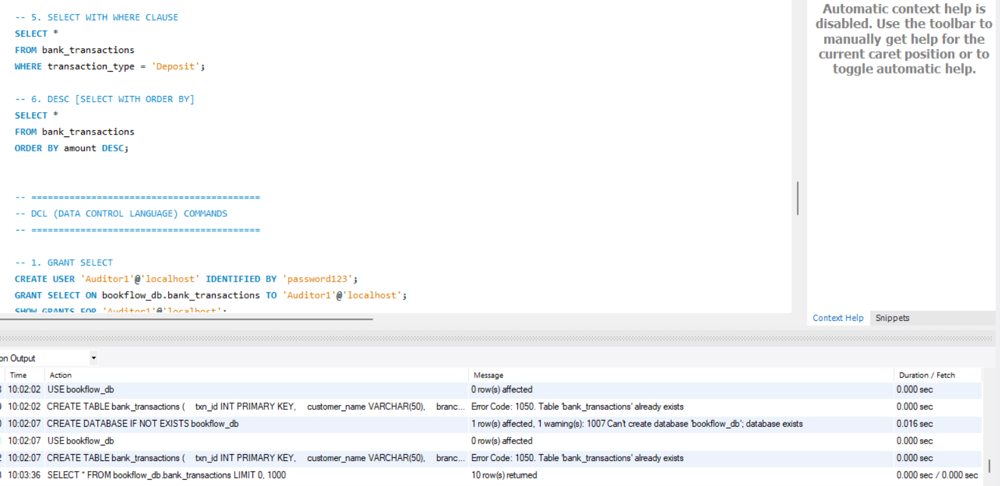 -- 5. SELECT WITH WHERE CLAUSE
SELECT *
FROM bank_transactions
WHERE transaction_type = 'Deposit';
-- 6. DESC [SELECT WITH ORDER BY]
SELECT *
FROM bank_transactions
ORDER BY amount DESC;
-- ==========================================
-- DCL (DATA CONTROL LANGUAGE) COMMANDS
-- ==========================================
-- 1. GRANT SELECT
CREATE USER 'Auditor1'@'localhost' IDENTIFIED BY 'password123';
GRANT SELECT ON bookflow_db.bank_transactions TO 'Auditor1'@'localhost';
SHOW GRANTS FOR 'Auditor1'@'localhost';
Automatic context help is
disabled. Use the toolbar to
manually get help for the
current caret position or to
toggle automatic help.
Context Help Snippets
on Output
Time Action Message Duration / Fetch
3 10:02:02 USE bookflow_db 0 row(s) affected 0.000 sec
9 10:02:02 CREATE TABLE bank_transactions ( txn_id INT PRIMARY KEY, customer_name VARCHAR(50), branc... Error Code: 1050. Table 'bank_transactions' already exists 0.000 sec
0 10:02:07 CREATE DATABASE IF NOT EXISTS bookflow_db 1 row(s) affected, 1 warning(s): 1007 Can't create database 'bookflow_db'; database exists 0.016 sec
10:02:07 USE bookflow_db 0 row(s) affected 0.000 sec
2 10:02:07 CREATE TABLE bank_transactions ( txn_id INT PRIMARY KEY, customer_name VARCHAR(50), branc... Error Code: 1050. Table 'bank_transactions' already exists 0.000 sec
3 10:03:36 SELECT * FROM bookflow_db.bank_transactions LIMIT 0, 1000 10 row(s) returned 0.000 sec / 0.000 sec